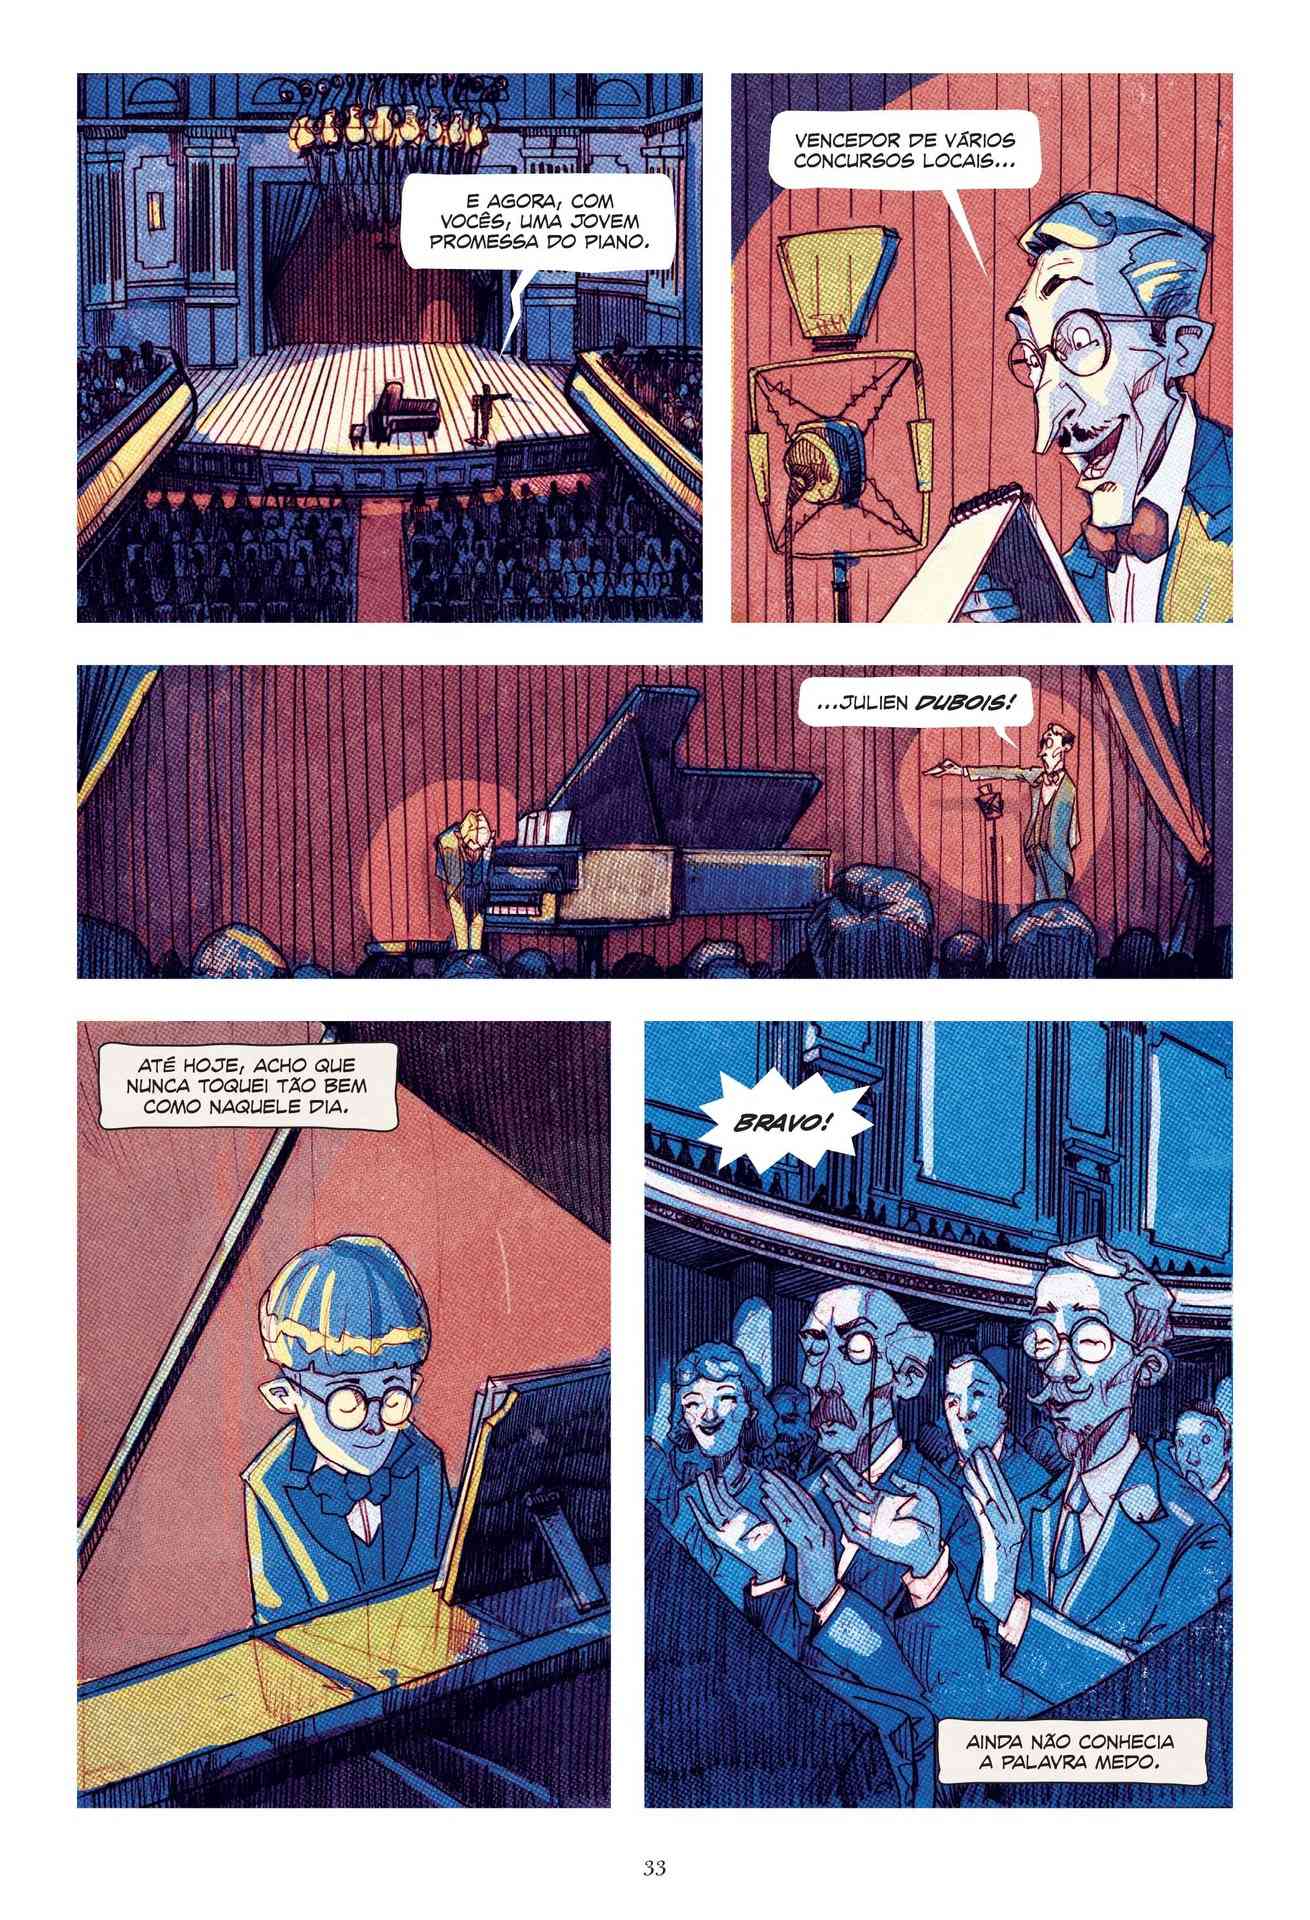 E AGORA, COM
VOCÊS, UMA JOVEM
PROMESSA DO PIANO.
VENCEDOR DE VÁRIOS
CONCURSOS LOCAIS...
...JULIEN DUBOIS!
ATÉ HOJE, ACHO QUE
NUNCA TOQUEI TÃO BEM
COMO NAQUELE DIA.
BRAVO!
AINDA NÃO CONHECIA
A PALAVRA MEDO.
33